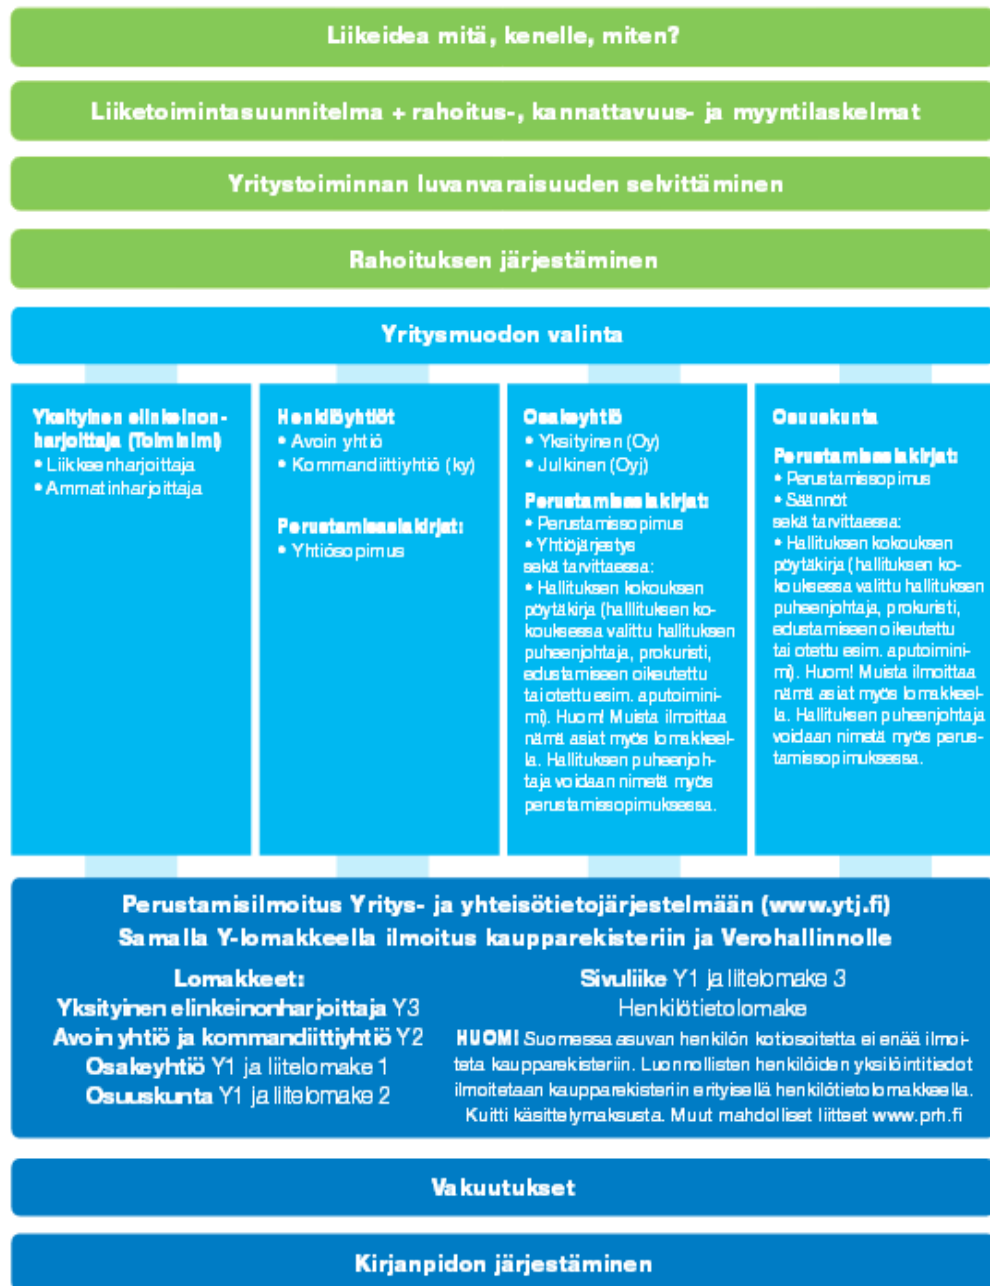 Liikeidea mitä, kenelle, miten?
Liiketoimintasuunnitelma + rahoitus-, kannattavuus- ja myyntilaskelmat
Yritystoiminnan luvanvaraisuuden selvittäminen
Rahoituksen järjestäminen
Yritysmuodon valinta
Yksityinen elinkeinon-
harjoittaja (Toiminimi)
• Liikkeenharjoittaja
• Ammatinharjoittaja
Henkilöyhtiöt
• Avoin yhtiö
• Kommandiittiyhtiö (ky)
Perustamisasiakirjat:
• Yhtiösopimus
Osakeyhtiö
• Yksityinen (Oy)
• Julkinen (Oyj)
Perustamisasiakirjat:
• Perustamissopimus
• Yhtiöjärjestys
sekä tarvittaessa:
• Hallituksen kokouksen
pöytäkirja (halllituksen ko-
kouksessa valittu hallituksen
puheenjohtaja, prokuristi,
edustamiseen oikeutettu
tai otettu esim. aputoimini-
mi). Huom! Muista ilmoittaa
nämä asiat myös lomakkeel-
la. Hallituksen puheenjoh-
taja voidaan nimetä myös
perustamissopimuksessa.
Osuuskunta
Perustamisasiakirjat:
• Perustamissopimus
• Säännöt
sekä tarvittaessa:
• Hallituksen kokouksen
pöytäkirja (hallituksen ko-
kouksessa valittu hallituksen
puheenjohtaja, prokuristi,
edustamiseen oikeutettu
tai otettu esim. aputoimini-
mi). Huom! Muista ilmoittaa
nämä asiat myös lomakkeel-
la. Hallituksen puheenjohtaja
voidaan nimetä myös perus-
tamissopimuksessa.
Perustamisilmoitus Yritys- ja yhteisötietojärjestelmään (www.ytj.fi)
Samalla Y-lomakkeella ilmoitus kaupparekisteriin ja Verohallinnolle
Lomakkeet:
Yksityinen elinkeinonharjoittaja Y3
Avoin yhtiö ja kommandiittiyhtiö Y2
Osakeyhtiö Y1 ja liitelomake 1
Osuuskunta Y1 ja liitelomake 2
Sivuliike Y1 ja liitelomake 3
Henkilötietolomake
HUOM! Suomessa asuvan henkilön kotiosoitetta ei enää ilmoi-
teta kaupparekisteriin. Luonnollisten henkilöiden yksilöintitiedot
ilmoitetaan kaupparekisteriin erityisellä henkilötietolomakkeella.
Kuitti käsittelymaksusta. Muut mahdolliset liitteet www.prh.fi
Vakuutukset
Kirjanpidon järjestäminen